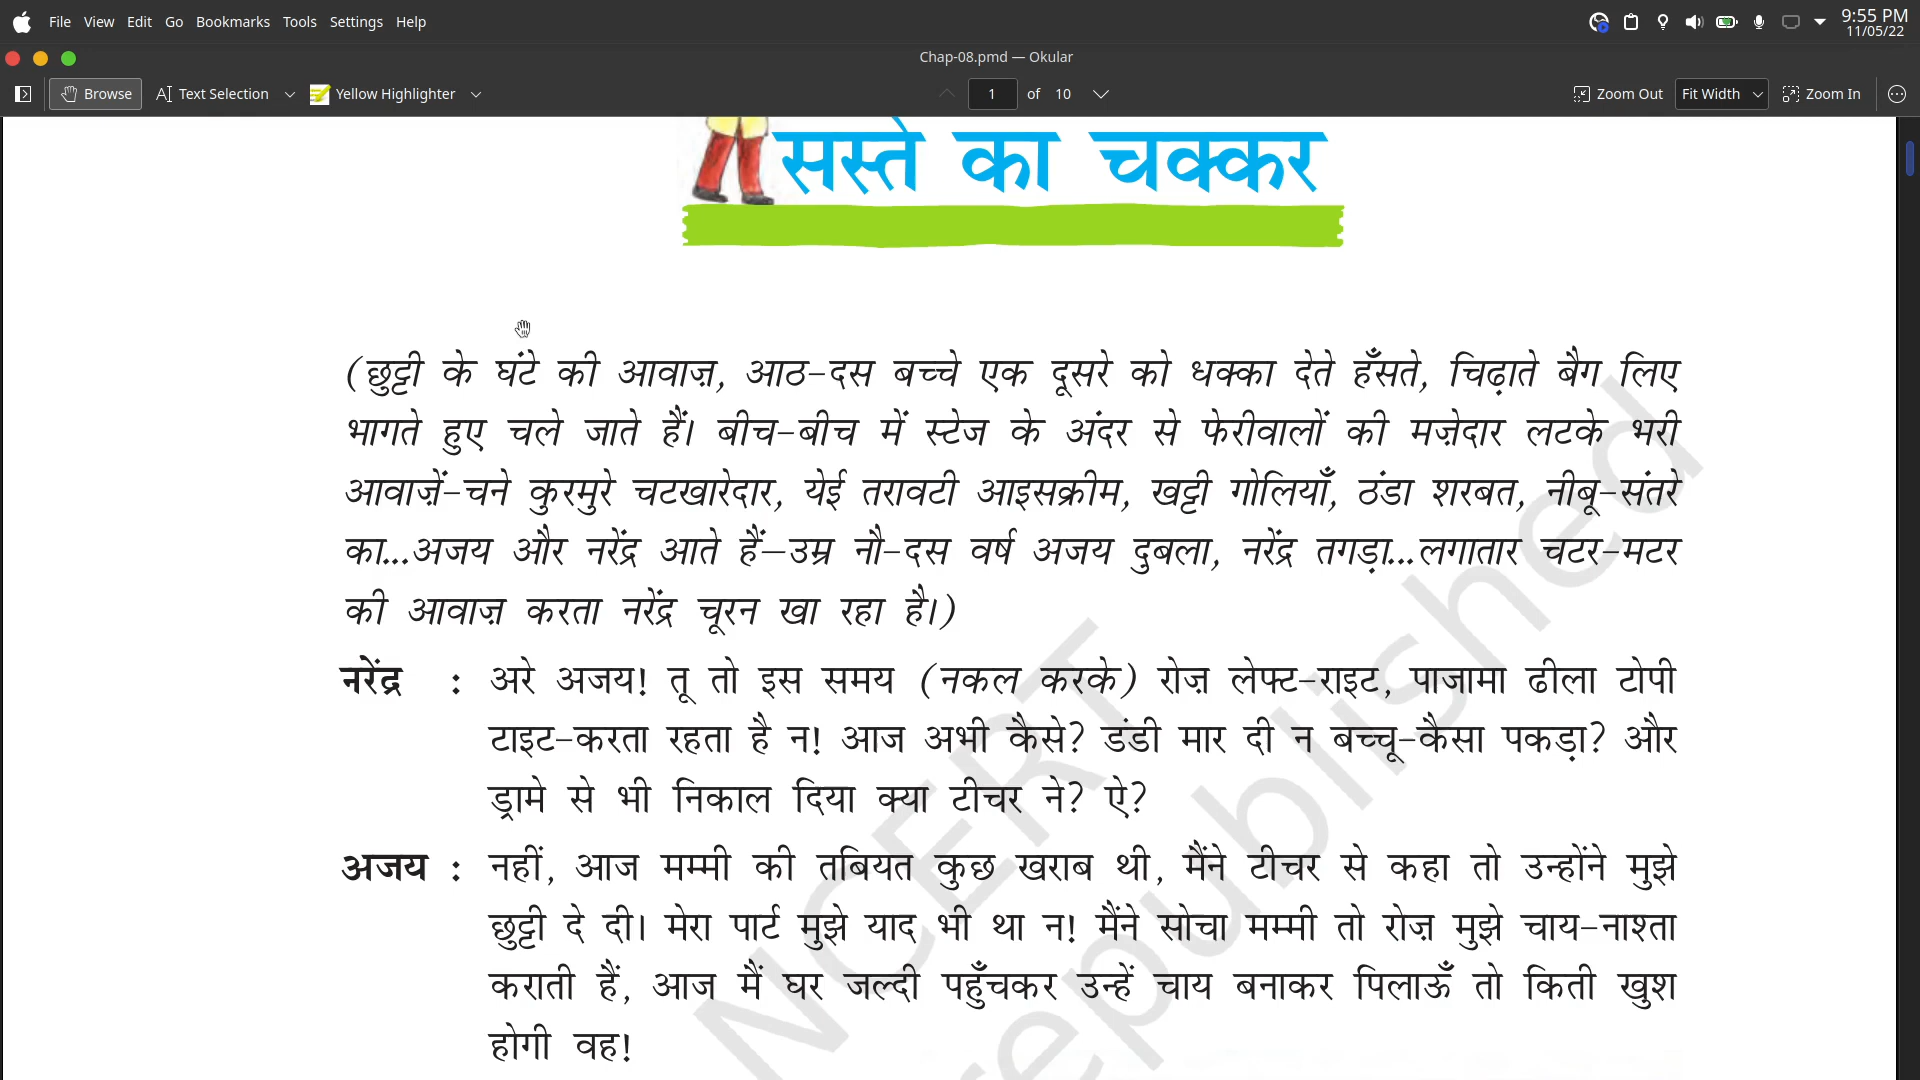 File View Edit Go Bookmarks Tools Settings Help
9:55 PM
11/05/22
Chap-08.pmd — Okular
Browse Text Selection Yellow Highlighter 1 of 10 Zoom Out Fit Width Zoom In
सस्ते का चक्कर
(छुट्टी के घंटे की आवाज़, आठ-दस बच्चे एक दूसरे को धक्का देते हँसते, चिढ़ाते बैग लिए
भागते हुए चले जाते हैं। बीच-बीच में स्टेज के अंदर से फेरीवालों की मज़ेदार लटके भरी
आवाज़ें-चने कुरमुरे चटखारेदार, येई तरावटी आइसक्रीम, खट्टी गोलियाँ, ठंडा शरबत, नीबू-संतरे
का...अजय और नरेंद्र आते हैं—उम्र नौ-दस वर्ष अजय दुबला, नरेंद्र तगड़ा...लगातार चटर-मटर
की आवाज़ करता नरेंद्र चूरन खा रहा है।)
नरेंद्र : अरे अजय! तू तो इस समय (नकल करके) रोज़ लेफ्ट-राइट, पाजामा ढीला टोपी
टाइट-करता रहता है न! आज अभी कैसे? डंडी मार दी न बच्चू-कैसा पकड़ा? और
ड्रामे से भी निकाल दिया क्या टीचर ने? ऐ?
अजय : नहीं, आज मम्मी की तबियत कुछ खराब थी, मैंने टीचर से कहा तो उन्होंने मुझे
छुट्टी दे दी। मेरा पार्ट मुझे याद भी था न! मैंने सोचा मम्मी तो रोज़ मुझे चाय-नाश्ता
कराती हैं, आज मैं घर जल्दी पहुँचकर उन्हें चाय बनाकर पिलाऊँ तो किती खुश
होगी वह!
NCERT
republished